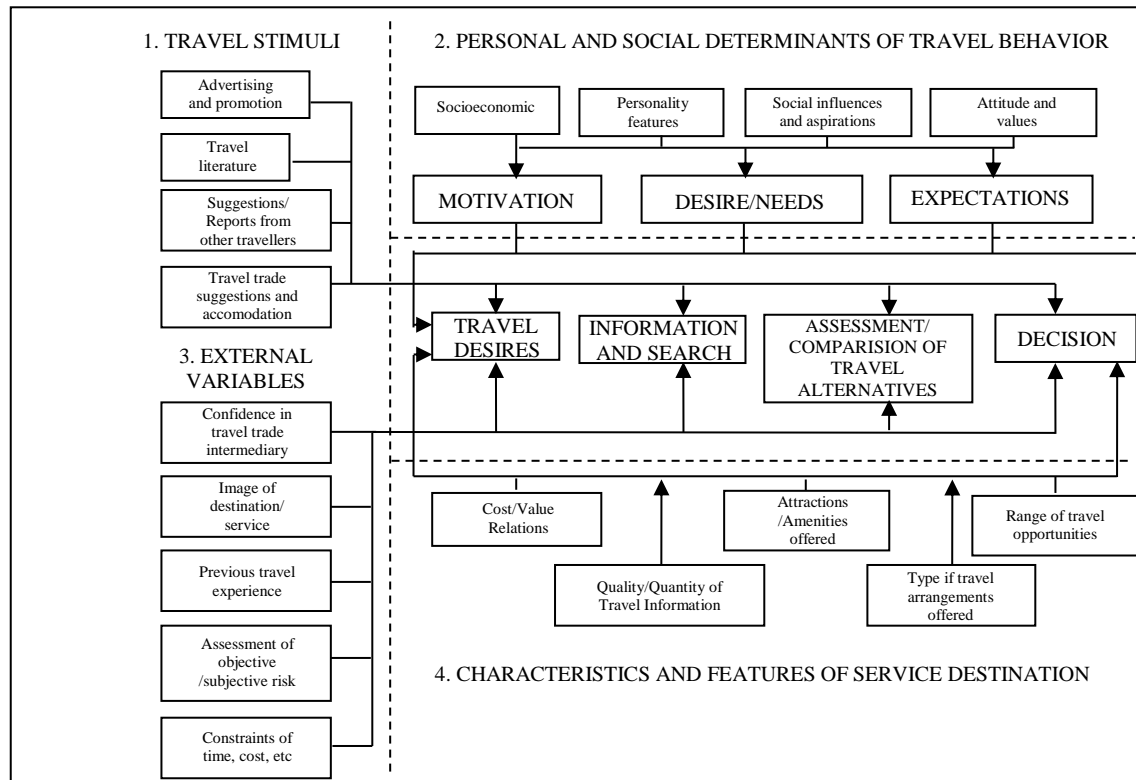 1. TRAVEL STIMULI
Advertising
and promotion
Travel
literature
Suggestions/
Reports from
other travellers
Travel trade
suggestions and
accomodation
2. PERSONAL AND SOCIAL DETERMINANTS OF TRAVEL BEHAVIOR
Socioeconomic
Personality
features
Social influences
and aspirations
Attitude and
values
MOTIVATION
DESIRE/NEEDS
EXPECTATIONS
TRAVEL
DESIRES
INFORMATION
AND SEARCH
ASSESSMENT/
COMPARISION OF
TRAVEL
ALTERNATIVES
DECISION
3. EXTERNAL
VARIABLES
Confidence in
travel trade
intermediary
Image of
destination/
service
Previous travel
experience
Assessment of
objective
/subjective risk
Constraints of
time, cost, etc
Cost/Value
Relations
Attractions
/Amenities
offered
Range of travel
opportunities
Quality/Quantity of
Travel Information
Type if travel
arrangements
offered
4. CHARACTERISTICS AND FEATURES OF SERVICE DESTINATION